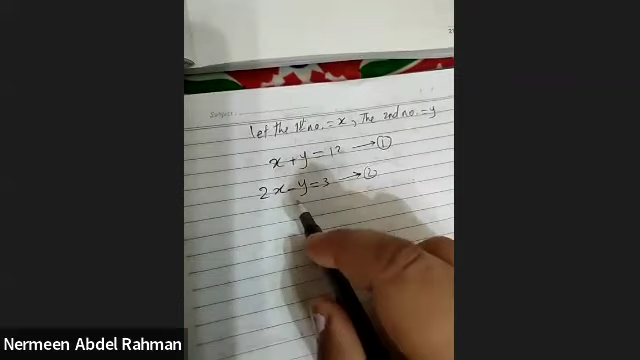 Subject:
let the 1st no. = x, The 2nd no. = y
x + y = 12 → ①
2x - y = 3 → ②
Nermeen Abdel Rahman